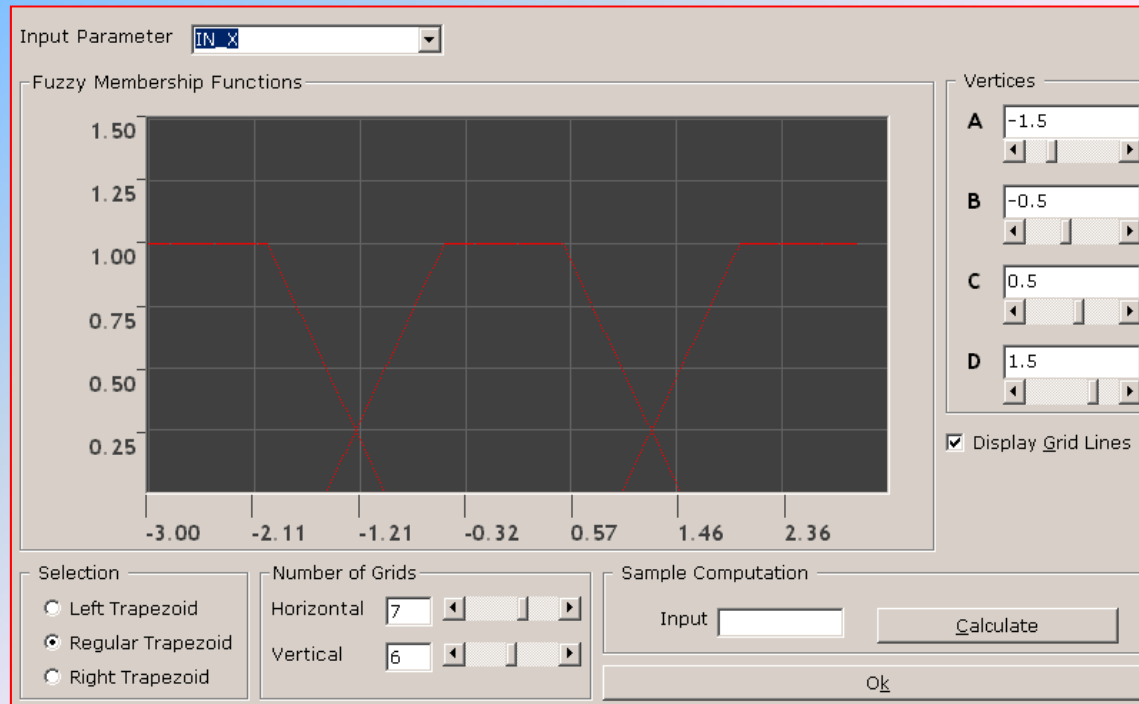 Input Parameter IN_X
Fuzzy Membership Functions
1.50
1.25
1.00
0.75
0.50
0.25
-3.00 -2.11 -1.21 -0.32 0.57 1.46 2.36
Vertices
A -1.5
B -0.5
C 0.5
D 1.5
Display Grid Lines
Selection
Left Trapezoid
Regular Trapezoid
Right Trapezoid
Number of Grids
Horizontal 7
Vertical 6
Sample Computation
Input Calculate
Ok